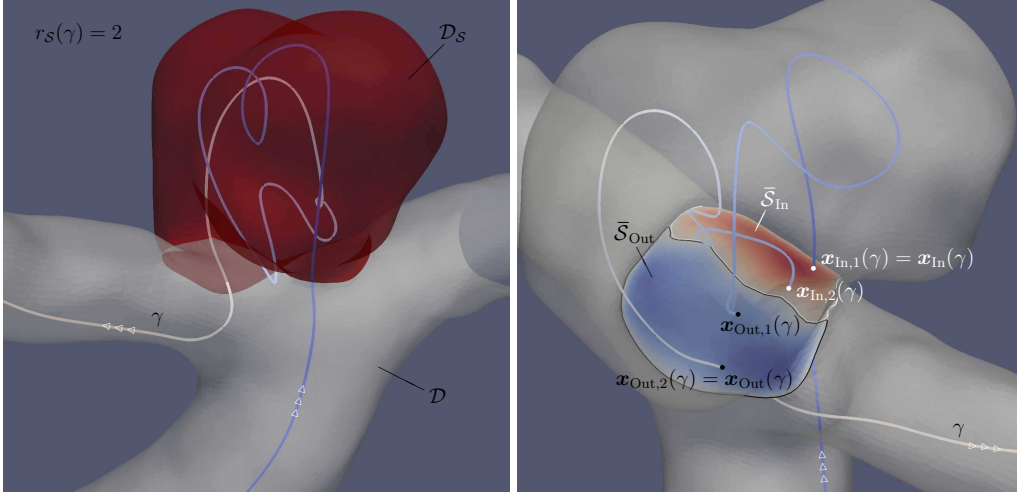 r_𝒮(γ) = 2
𝒟_𝒮
γ
𝒟
𝒮̄_In
𝒮̄_Out
𝒙_In,1(γ) = 𝒙_In(γ)
𝒙_In,2(γ)
𝒙_Out,1(γ)
𝒙_Out,2(γ) = 𝒙_Out(γ)
γ